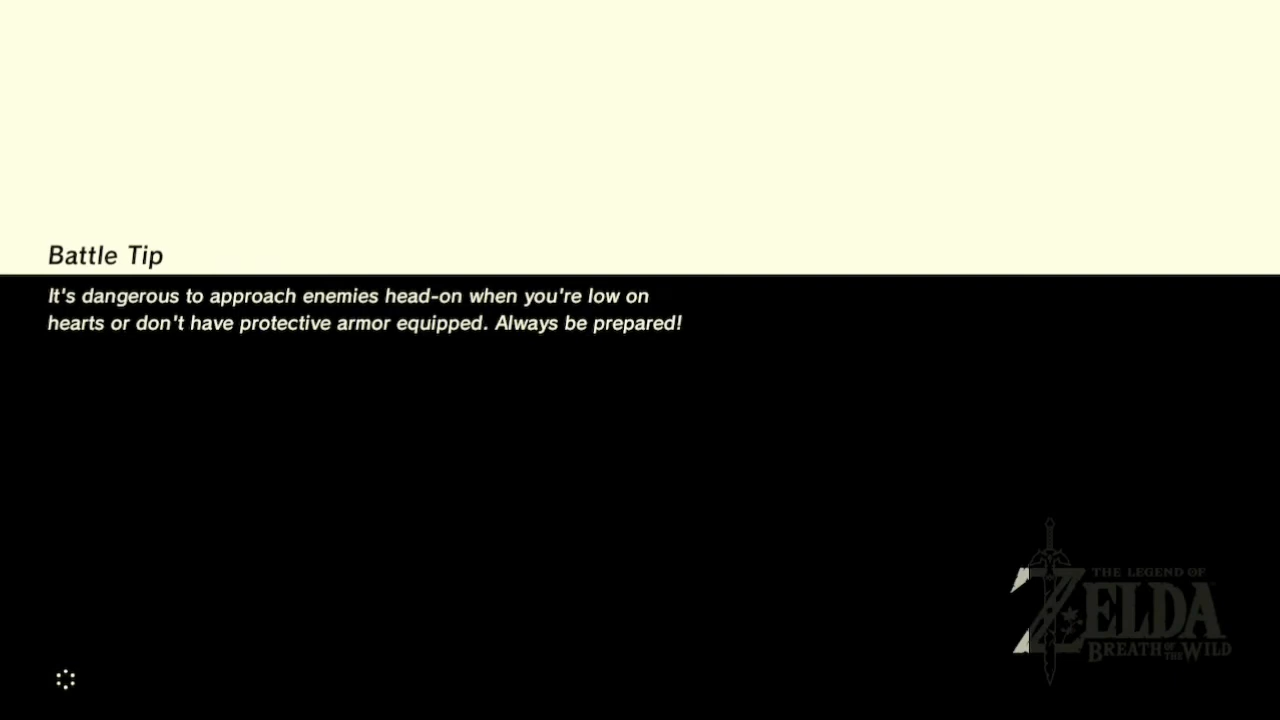 Battle Tip
It's dangerous to approach enemies head-on when you're low on
hearts or don't have protective armor equipped. Always be prepared!
THE LEGEND OF
ZELDA
BREATH OF THE WILD